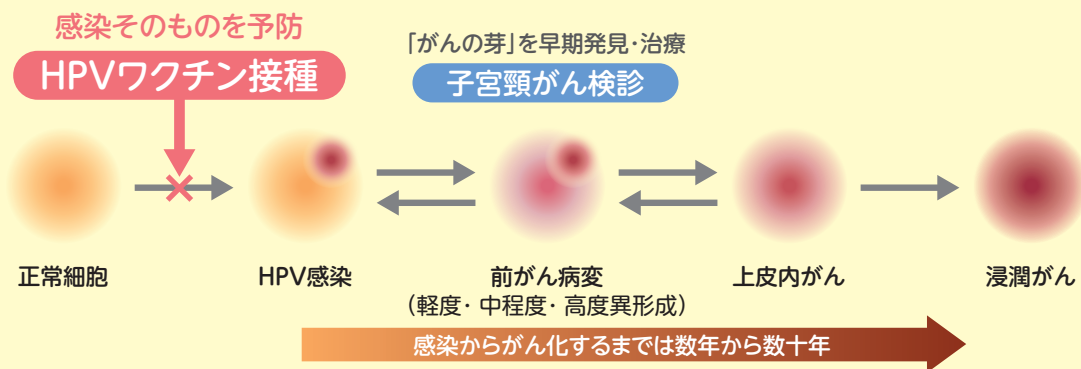 感染そのものを予防
HPVワクチン接種
「がんの芽」を早期発見・治療
子宮頸がん検診
正常細胞
HPV感染
前がん病変
（軽度・中程度・高度異形成）
上皮内がん
浸潤がん
感染からがん化するまでは数年から数十年